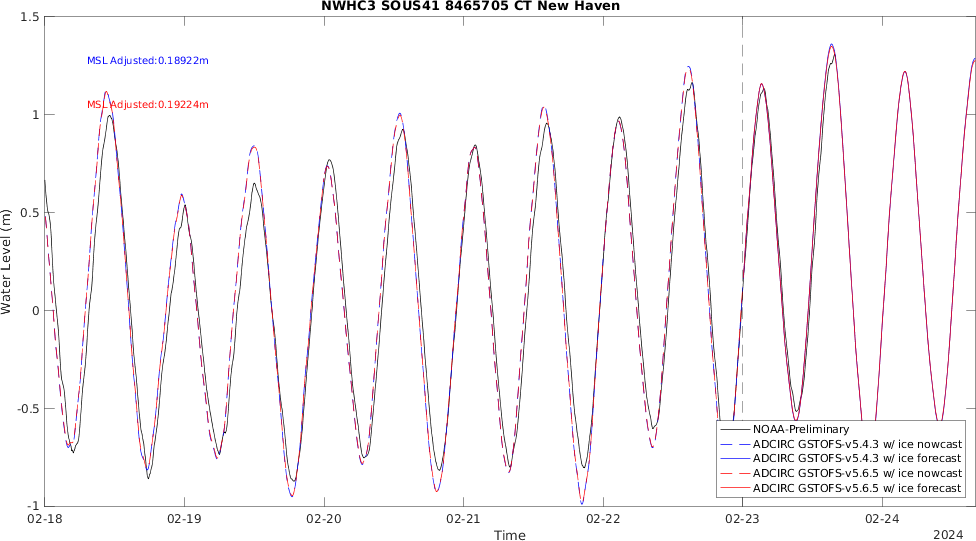 NWHC3 SOUS41 8465705 CT New Haven
1.5
MSL Adjusted:0.18922m
MSL Adjusted:0.19224m
1
0.5
0
-0.5
-1
Water Level (m)
NOAA-Preliminary
ADCIRC GSTOFS-v5.4.3 w/ ice nowcast
ADCIRC GSTOFS-v5.4.3 w/ ice forecast
ADCIRC GSTOFS-v5.6.5 w/ ice nowcast
ADCIRC GSTOFS-v5.6.5 w/ ice forecast
02-18 02-19 02-20 02-21 02-22 02-23 02-24
Time
2024